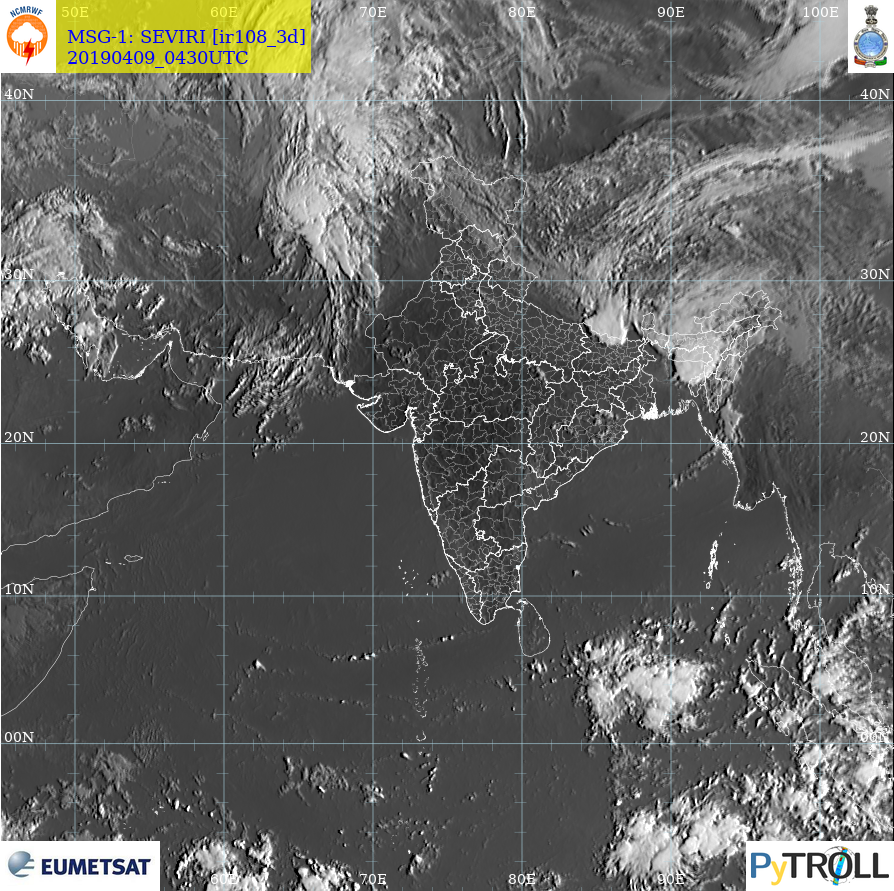 50E 60E 70E 80E 90E 100E
NCMRWF
MSG-1: SEVIRI [ir108_3d]
20190409_0430UTC
40N 40N
30N 30N
20N 20N
10N 10N
00N 00N
EUMETSAT
PyTROLL
60E 70E 80E 90E